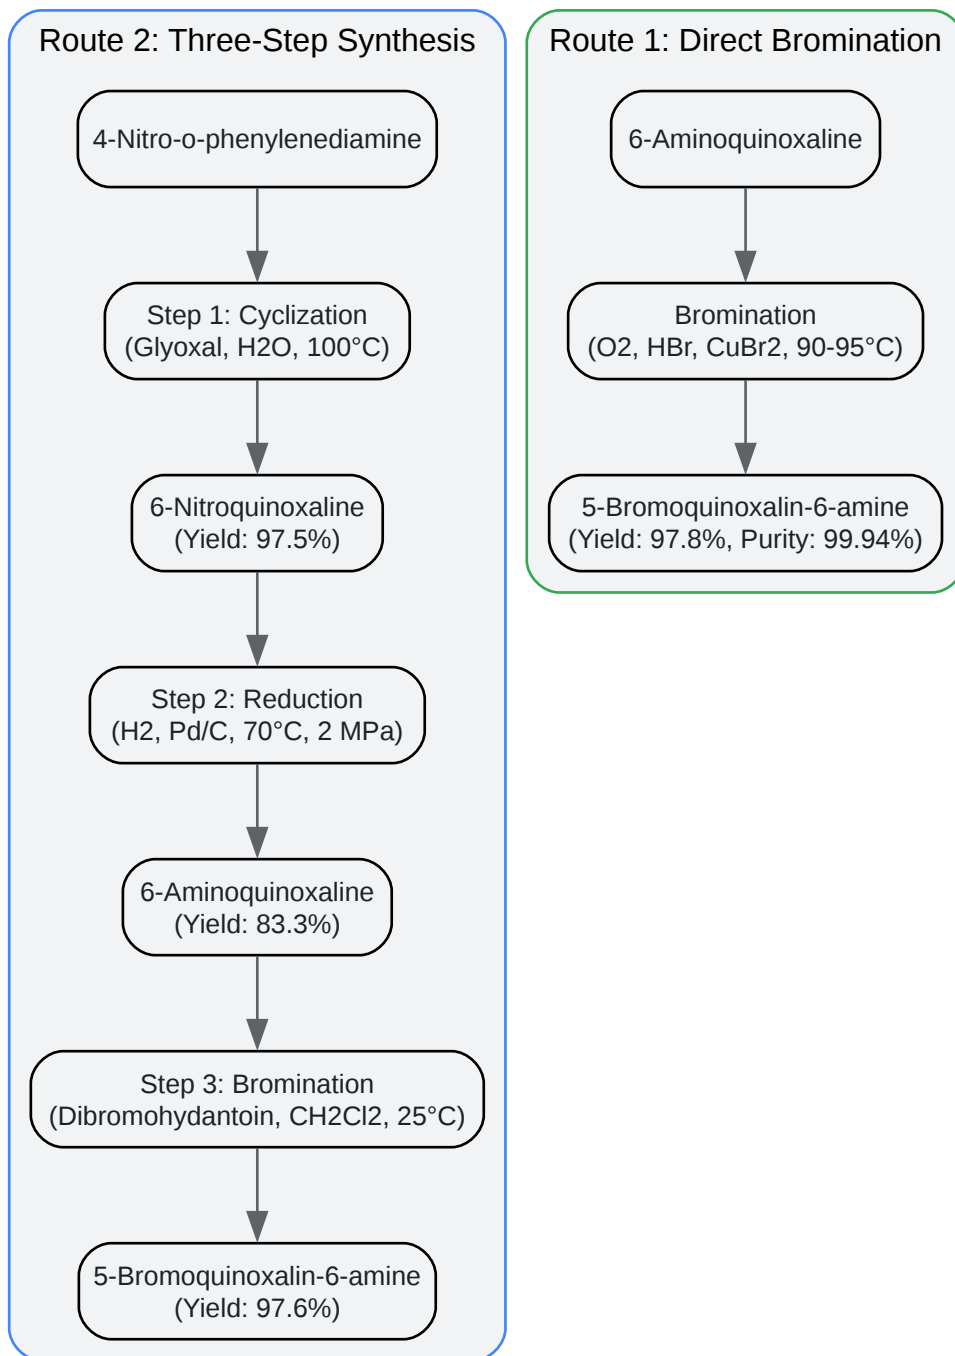 Route 2: Three-Step Synthesis
4-Nitro-o-phenylenediamine
Step 1: Cyclization
(Glyoxal, H2O, 100°C)
6-Nitroquinoxaline
(Yield: 97.5%)
Step 2: Reduction
(H2, Pd/C, 70°C, 2 MPa)
6-Aminoquinoxaline
(Yield: 83.3%)
Step 3: Bromination
(Dibromohydantoin, CH2Cl2, 25°C)
5-Bromoquinoxalin-6-amine
(Yield: 97.6%)
Route 1: Direct Bromination
6-Aminoquinoxaline
Bromination
(O2, HBr, CuBr2, 90-95°C)
5-Bromoquinoxalin-6-amine
(Yield: 97.8%, Purity: 99.94%)